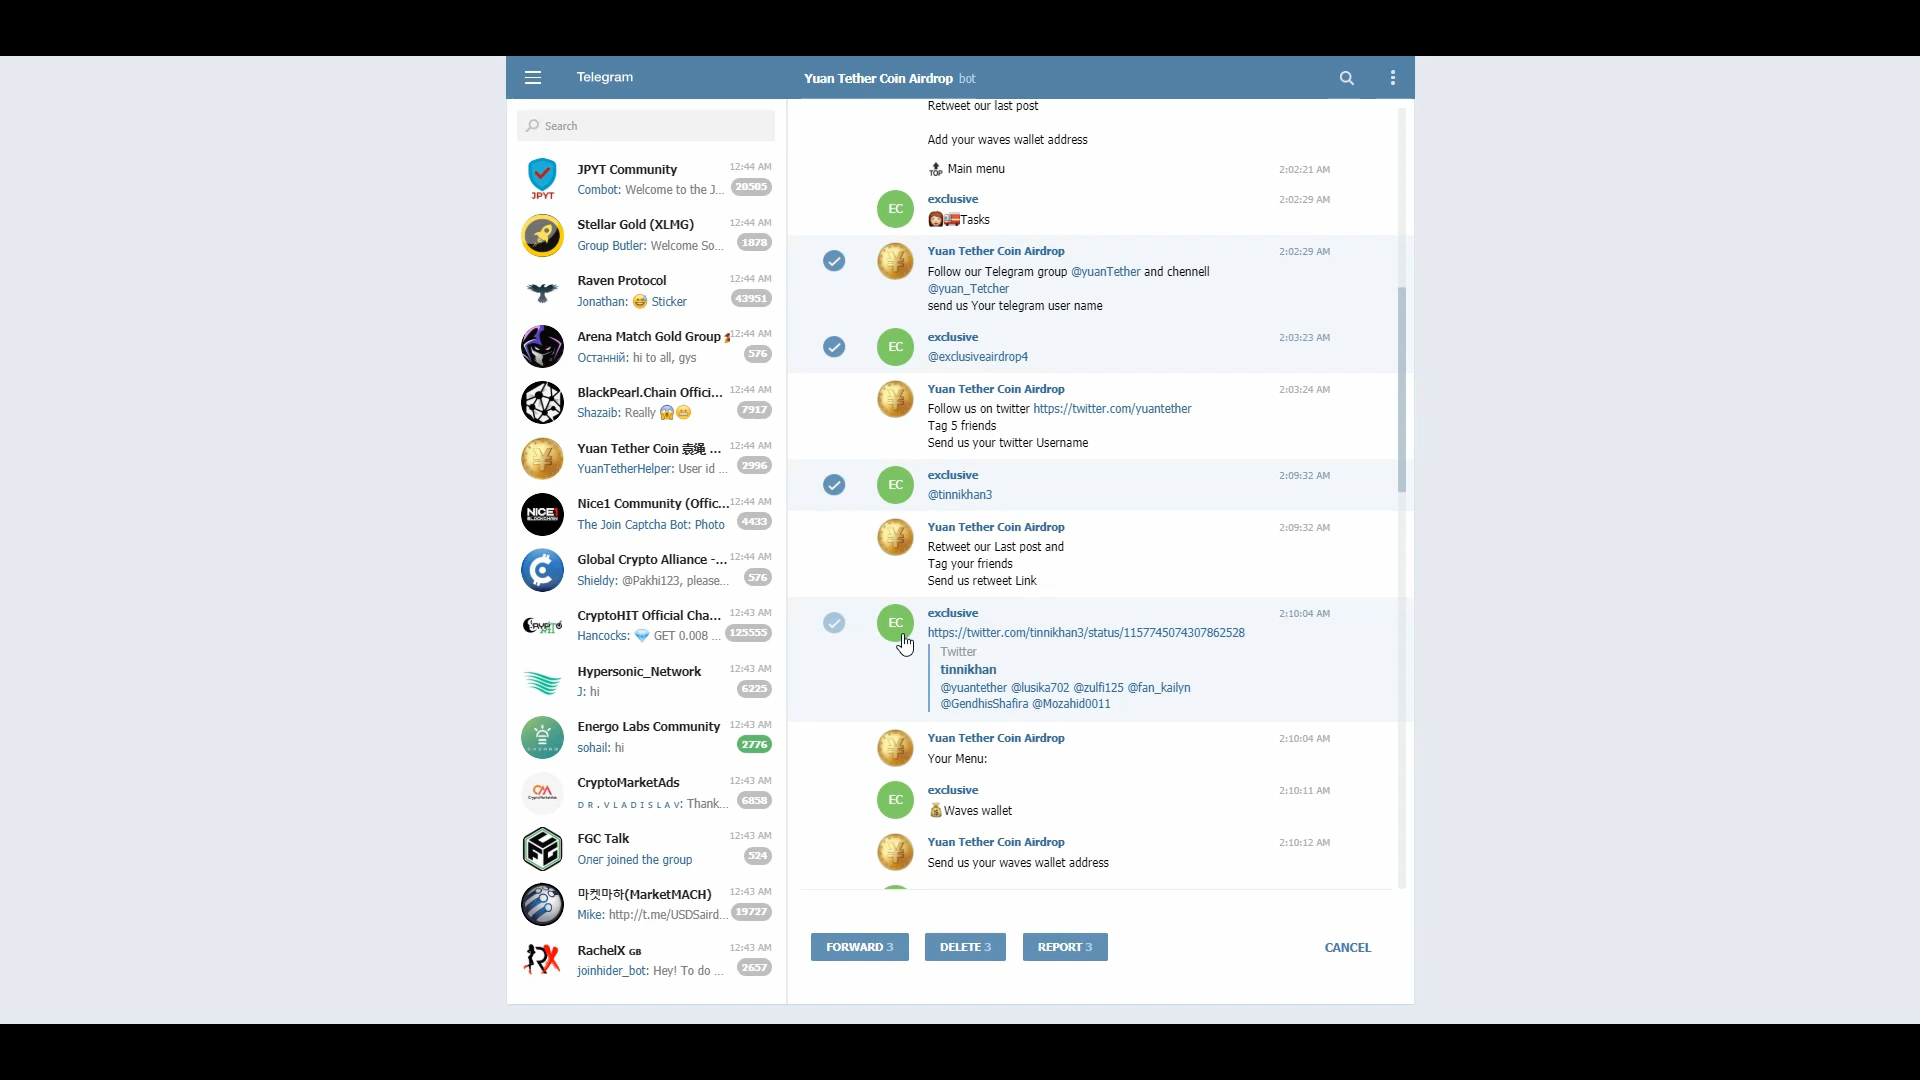 Telegram
Yuan Tether Coin Airdrop bot
Search
JPYT Community 12:44 AM
Combot: Welcome to the J... 20505
JPYT
Stellar Gold (XLMG) 12:44 AM
Group Butler: Welcome So... 1878
Raven Protocol 12:44 AM
Jonathan: 😅 Sticker 43951
Arena Match Gold Group 12:44 AM
Останній: hi to all, gys 576
BlackPearl.Chain Offici... 12:44 AM
Shazaib: Really 😱😁 7917
Yuan Tether Coin 袁绳 ... 12:44 AM
YuanTetherHelper: User id ... 2996
Nice1 Community (Offic... 12:44 AM
The Join Captcha Bot: Photo 4433
NICE1
Global Crypto Alliance -... 12:44 AM
Shieldy: @Pakhi123, please... 576
CryptoHIT Official Cha... 12:43 AM
Hancocks: 💎 GET 0.008 ... 125555
Hypersonic_Network 12:43 AM
J: hi 6225
Energo Labs Community 12:43 AM
sohail: hi 2776
CryptoMarketAds 12:43 AM
ᴅ ʀ . ᴠ ʟ ᴀ ᴅ ɪ s ʟ ᴀ ᴠ: Thank... 6858
FGC Talk 12:43 AM
Олег joined the group 524
마켓마하(MarketMACH) 12:43 AM
Mike: http://t.me/USDSaird... 19727
RachelX GB 12:43 AM
joinhider_bot: Hey! To do ... 2657
RX
Retweet our last post
Add your waves wallet address
🔝 Main menu 2:02:21 AM
EC
exclusive 2:02:29 AM
👩🚒Tasks
Yuan Tether Coin Airdrop 2:02:29 AM
Follow our Telegram group @yuanTether and chennell
@yuan_Tetcher
send us Your telegram user name
EC
exclusive 2:03:23 AM
@exclusiveairdrop4
Yuan Tether Coin Airdrop 2:03:24 AM
Follow us on twitter https://twitter.com/yuantether
Tag 5 friends
Send us your twitter Username
EC
exclusive 2:09:32 AM
@tinnikhan3
Yuan Tether Coin Airdrop 2:09:32 AM
Retweet our Last post and
Tag your friends
Send us retweet Link
EC
exclusive 2:10:04 AM
https://twitter.com/tinnikhan3/status/1157745074307862528
Twitter
tinnikhan
@yuantether @lusika702 @zulfi125 @fan_kailyn
@GendhisShafira @Mozahid0011
Yuan Tether Coin Airdrop 2:10:04 AM
Your Menu:
EC
exclusive 2:10:11 AM
💰Waves wallet
Yuan Tether Coin Airdrop 2:10:12 AM
Send us your waves wallet address
FORWARD 3 DELETE 3 REPORT 3 CANCEL